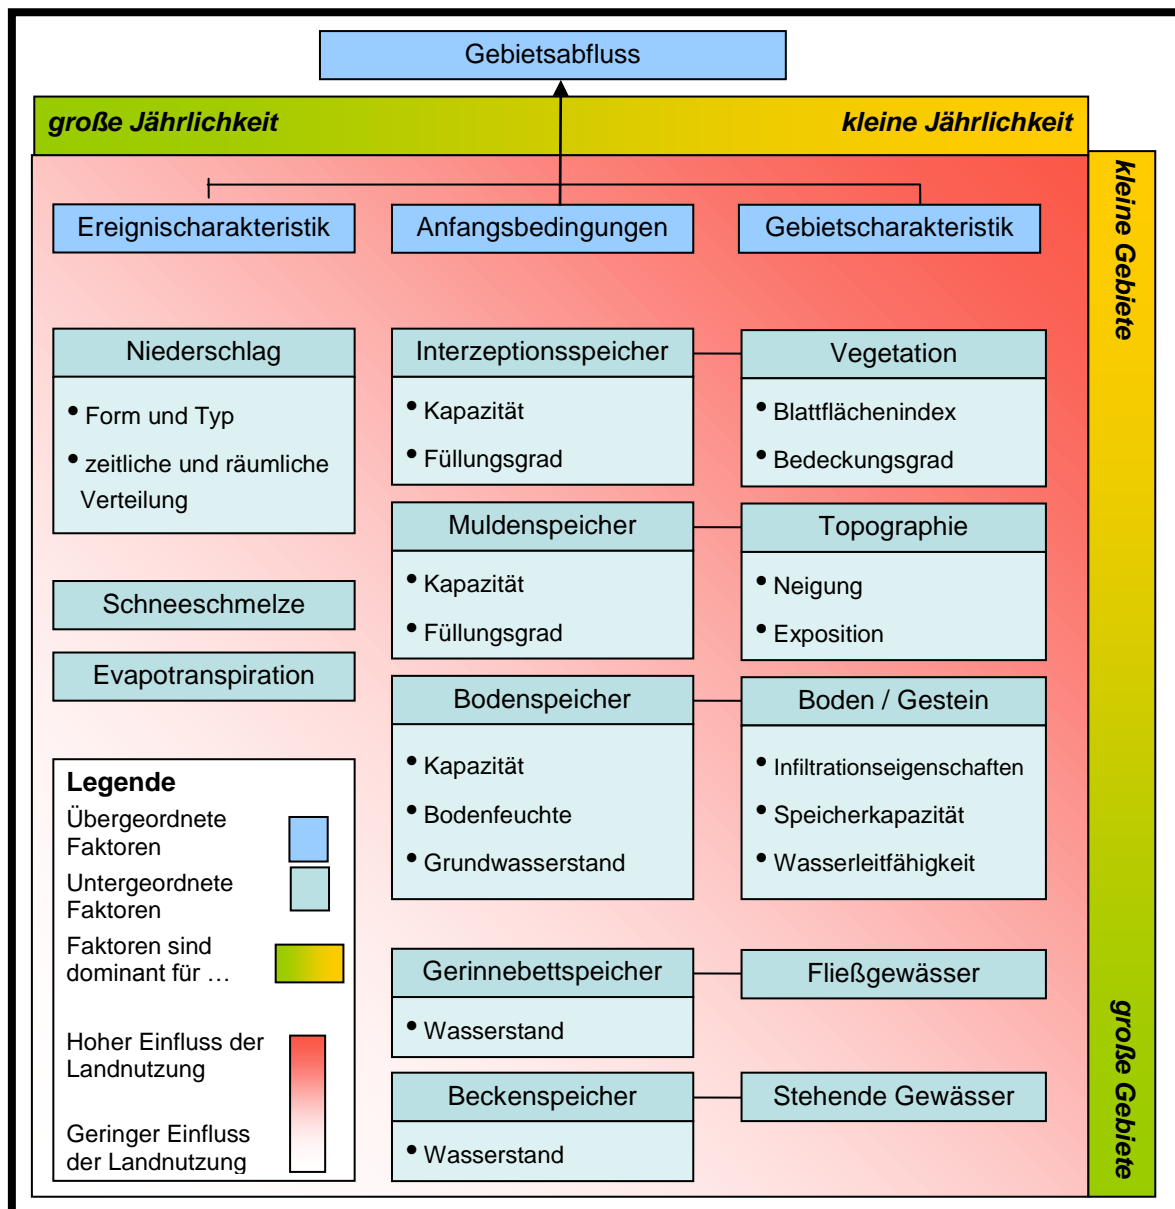 Gebietsabfluss
große Jährlichkeit
kleine Jährlichkeit
kleine Gebiete
große Gebiete
Ereignischarakteristik
Anfangsbedingungen
Gebietscharakteristik
Niederschlag
• Form und Typ
• zeitliche und räumliche
Verteilung
Schneeschmelze
Evapotranspiration
Interzeptionsspeicher
• Kapazität
• Füllungsgrad
Vegetation
• Blattflächenindex
• Bedeckungsgrad
Muldenspeicher
• Kapazität
• Füllungsgrad
Topographie
• Neigung
• Exposition
Bodenspeicher
• Kapazität
• Bodenfeuchte
• Grundwasserstand
Boden / Gestein
• Infiltrationseigenschaften
• Speicherkapazität
• Wasserleitfähigkeit
Gerinnebettspeicher
• Wasserstand
Fließgewässer
Beckenspeicher
• Wasserstand
Stehende Gewässer
Legende
Übergeordnete
Faktoren
Untergeordnete
Faktoren
Faktoren sind
dominant für …
Hoher Einfluss der
Landnutzung
Geringer Einfluss
der Landnutzung